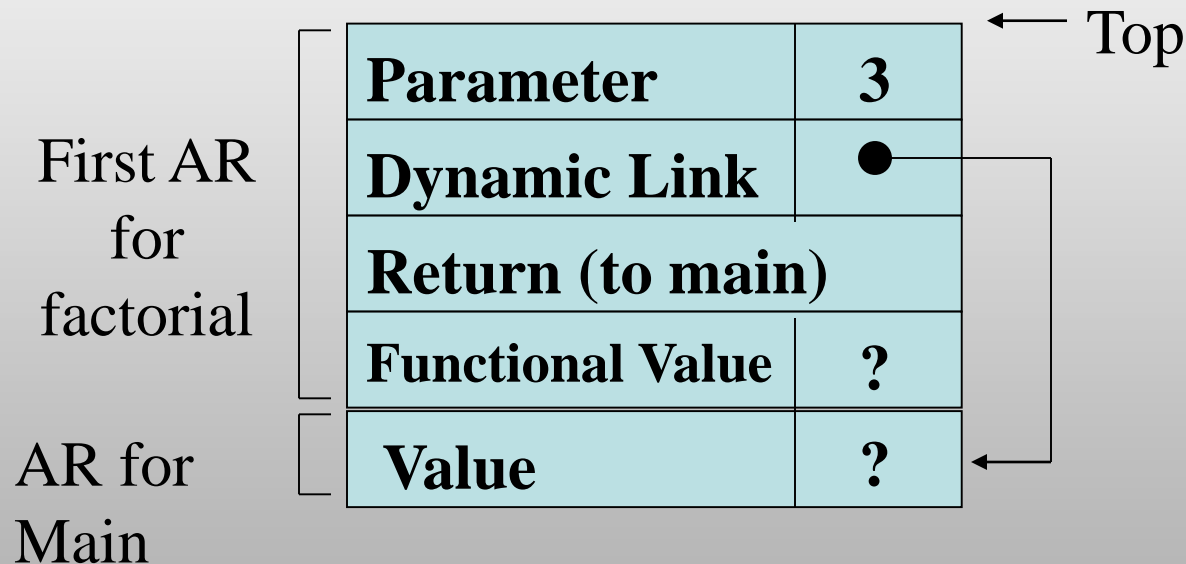 Top
Parameter 3
First AR
for
factorial
Dynamic Link
Return (to main)
Functional Value ?
AR for
Main
Value ?